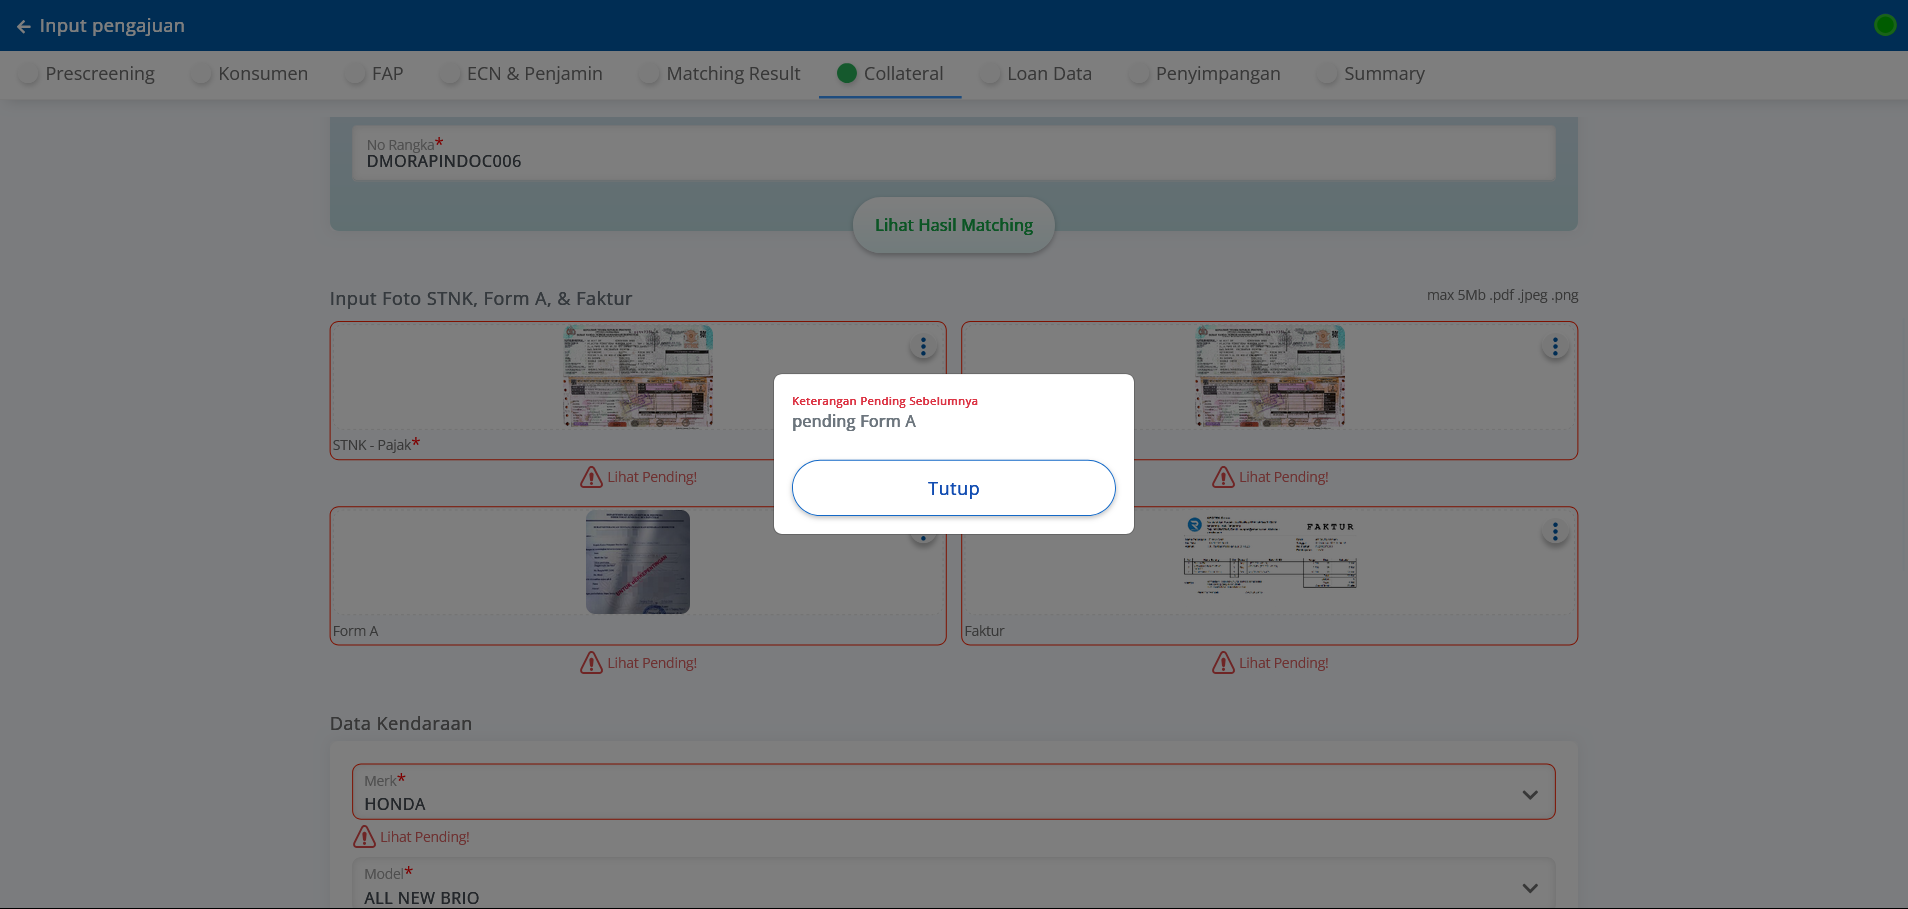 Input pengajuan
Prescreening
Konsumen
FAP
ECN & Penjamin
Matching Result
Collateral
Loan Data
Penyimpangan
Summary
No Rangka*
DMORAPINDOC006
Lihat Hasil Matching
Input Foto STNK, Form A, & Faktur
max 5Mb .pdf .jpeg .png
STNK - Pajak*
Lihat Pending!
Lihat Pending!
Keterangan Pending Sebelumnya
pending Form A
Tutup
FAKTUR
Form A
Faktur
Lihat Pending!
Lihat Pending!
Data Kendaraan
Merk*
HONDA
Lihat Pending!
Model*
ALL NEW BRIO